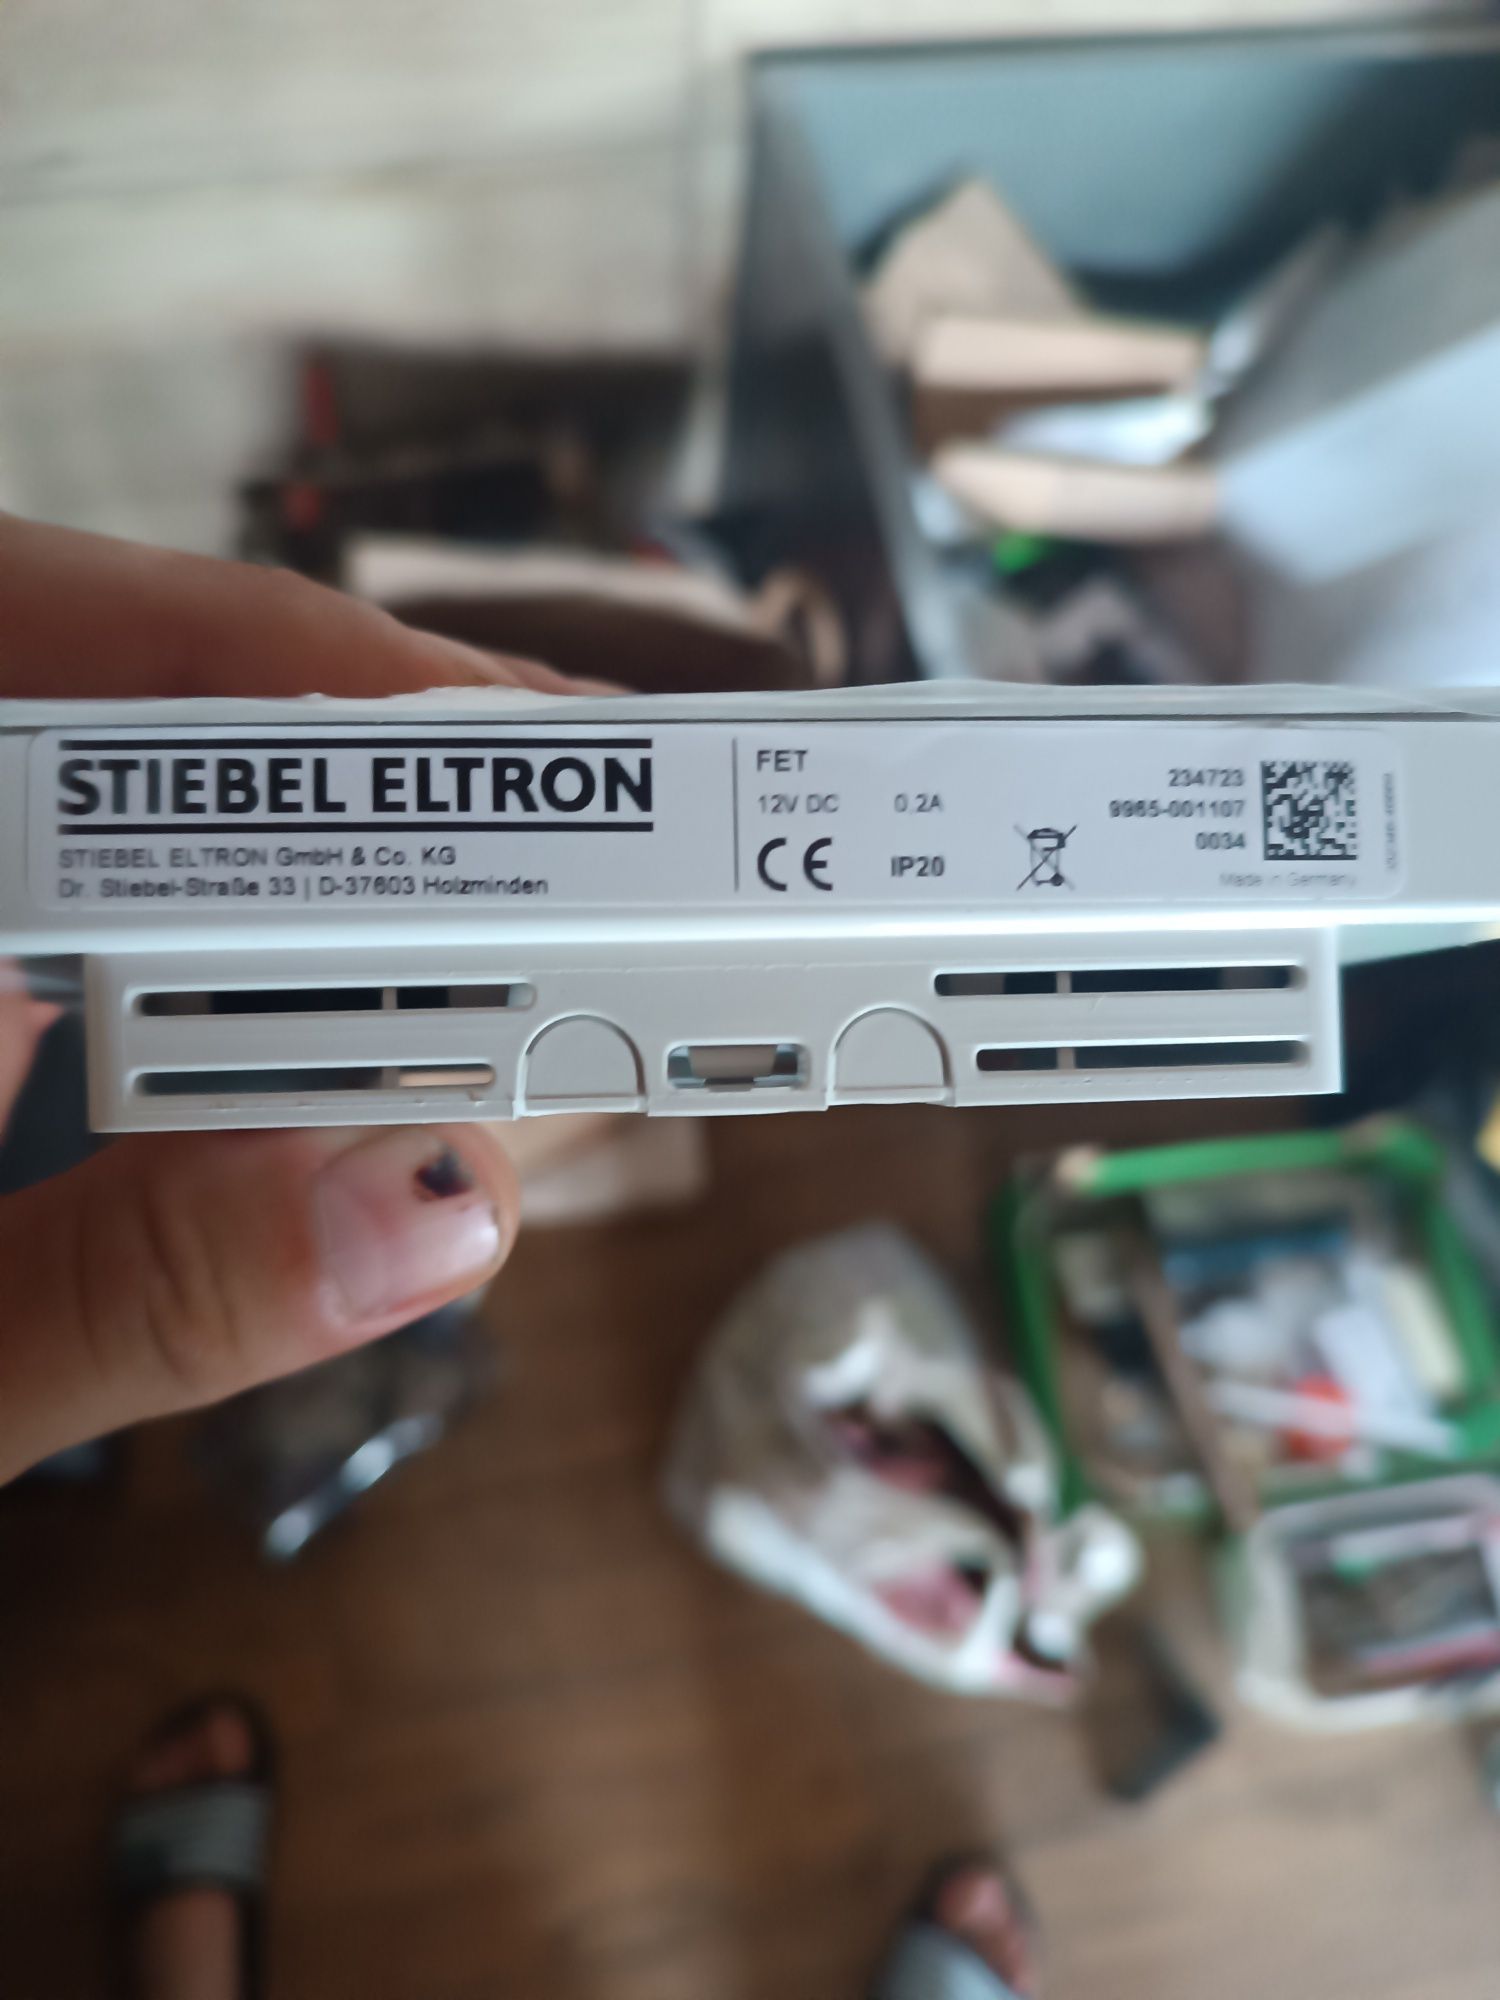 STIEBEL ELTRON
STIEBEL ELTRON GmbH & Co. KG
Dr. Stiebel-Straße 33 | D-37603 Holzminden
FET
12V DC 0,2A
CE IP20
234723
9985-001107
0034
Made in Germany